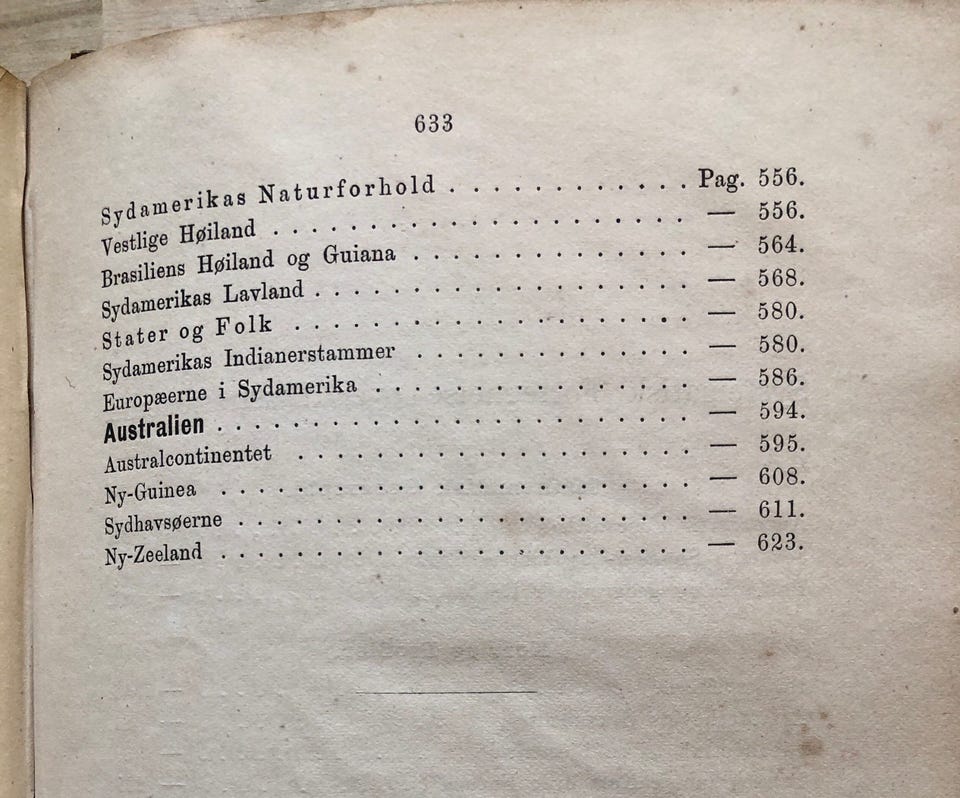 633
Sydamerikas Naturforhold . . . . . . . . . . . . Pag. 556.
Vestlige Høiland . . . . . . . . . . . . . . . . . . . . . . — 556.
Brasiliens Høiland og Guiana . . . . . . . . . . . . . . — 564.
Sydamerikas Lavland . . . . . . . . . . . . . . . . . . . — 568.
Stater og Folk . . . . . . . . . . . . . . . . . . . . — 580.
Sydamerikas Indianerstammer . . . . . . . . . . . . . . — 580.
Europæerne i Sydamerika . . . . . . . . . . . . . . . . — 586.
Australien . . . . . . . . . . . . . . . . . . . . . . . . — 594.
Australcontinentet . . . . . . . . . . . . . . . . . . . . — 595.
Ny-Guinea . . . . . . . . . . . . . . . . . . . . . . . . — 608.
Sydhavsøerne . . . . . . . . . . . . . . . . . . . . . . . — 611.
Ny-Zeeland . . . . . . . . . . . . . . . . . . . . . . . . — 623.